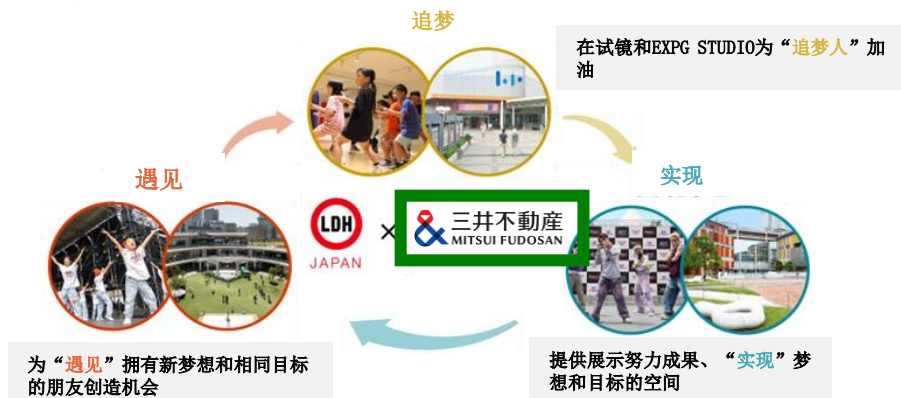 追梦
在试镜和EXPG STUDIO为“追梦人”加
油
遇见
实现
LDH
JAPAN
×
三井不動産
MITSUI FUDOSAN
为“遇见”拥有新梦想和相同目标
的朋友创造机会
提供展示努力成果、“实现”梦
想和目标的空间